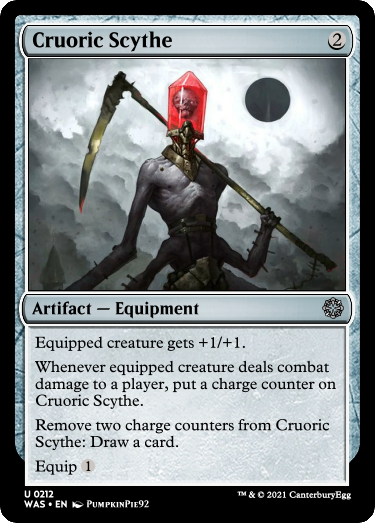 Cruoric Scythe 2
Artifact — Equipment
Equipped creature gets +1/+1.
Whenever equipped creature deals combat
damage to a player, put a charge counter on
Cruoric Scythe.
Remove two charge counters from Cruoric
Scythe: Draw a card.
Equip 1
U 0212
WAS • EN PumpkinPie92
™ & © 2021 CanterburyEgg